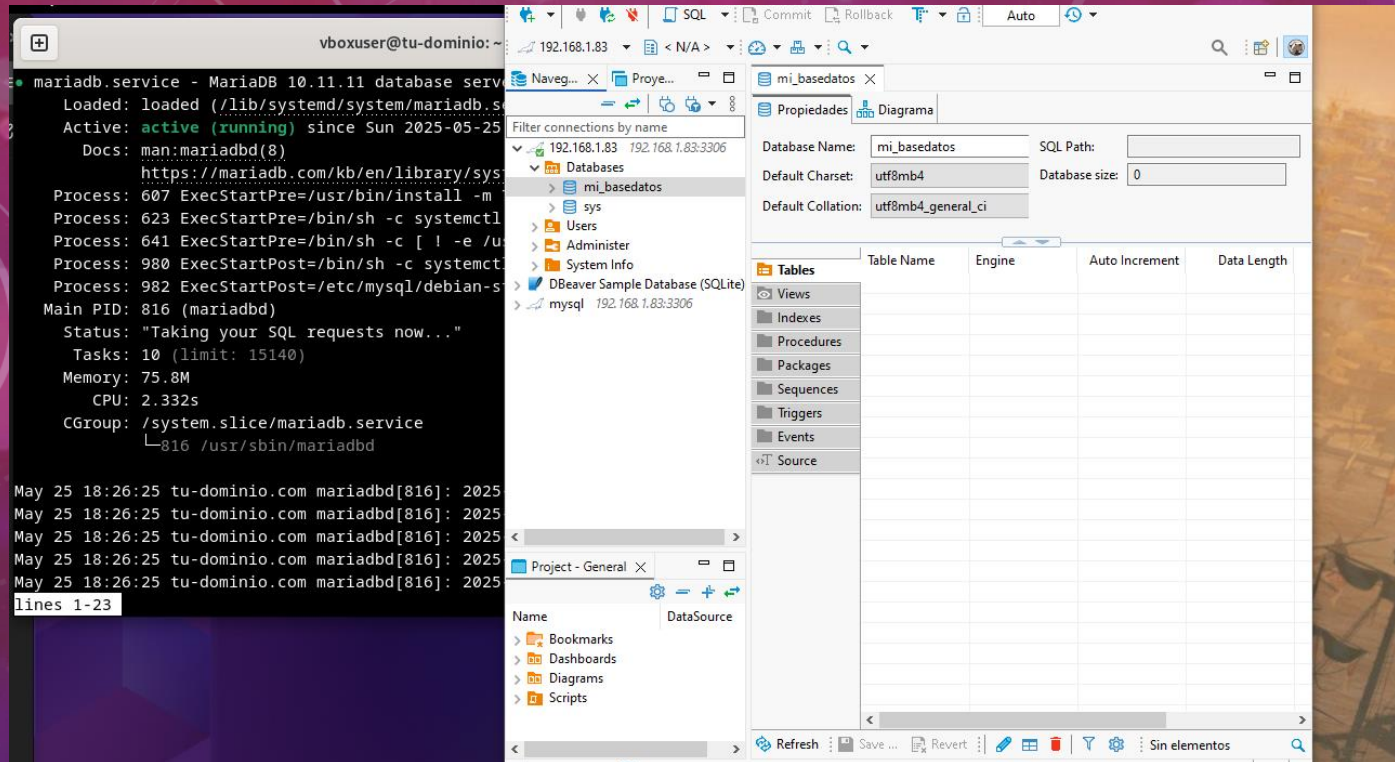 vboxuser@tu-dominio: ~
● mariadb.service - MariaDB 10.11.11 database serve
Loaded: loaded (/lib/systemd/system/mariadb.s
Active: active (running) since Sun 2025-05-25
Docs: man:mariadbd(8)
https://mariadb.com/kb/en/library/sys
Process: 607 ExecStartPre=/usr/bin/install -m
Process: 623 ExecStartPre=/bin/sh -c systemctl
Process: 641 ExecStartPre=/bin/sh -c [ ! -e /us
Process: 980 ExecStartPost=/bin/sh -c systemctl
Process: 982 ExecStartPost=/etc/mysql/debian-s
Main PID: 816 (mariadbd)
Status: "Taking your SQL requests now..."
Tasks: 10 (limit: 15140)
Memory: 75.8M
CPU: 2.332s
CGroup: /system.slice/mariadb.service
└─816 /usr/sbin/mariadbd
May 25 18:26:25 tu-dominio.com mariadbd[816]: 2025
May 25 18:26:25 tu-dominio.com mariadbd[816]: 2025
May 25 18:26:25 tu-dominio.com mariadbd[816]: 2025
May 25 18:26:25 tu-dominio.com mariadbd[816]: 2025
May 25 18:26:25 tu-dominio.com mariadbd[816]: 2025
lines 1-23
SQL Commit Rollback Auto
192.168.1.83 < N/A >
Naveg... Proye...
Filter connections by name
192.168.1.83 192.168.1.83:3306
Databases
mi_basedatos
sys
Users
Administer
System Info
DBeaver Sample Database (SQLite)
mysql 192.168.1.83:3306
Project - General
Name DataSource
Bookmarks
Dashboards
Diagrams
Scripts
mi_basedatos
Propiedades Diagrama
Database Name: mi_basedatos SQL Path:
Default Charset: utf8mb4 Database size: 0
Default Collation: utf8mb4_general_ci
Table Name Engine Auto Increment Data Length
Tables
Views
Indexes
Procedures
Packages
Sequences
Triggers
Events
Source
Refresh Save ... Revert Sin elementos